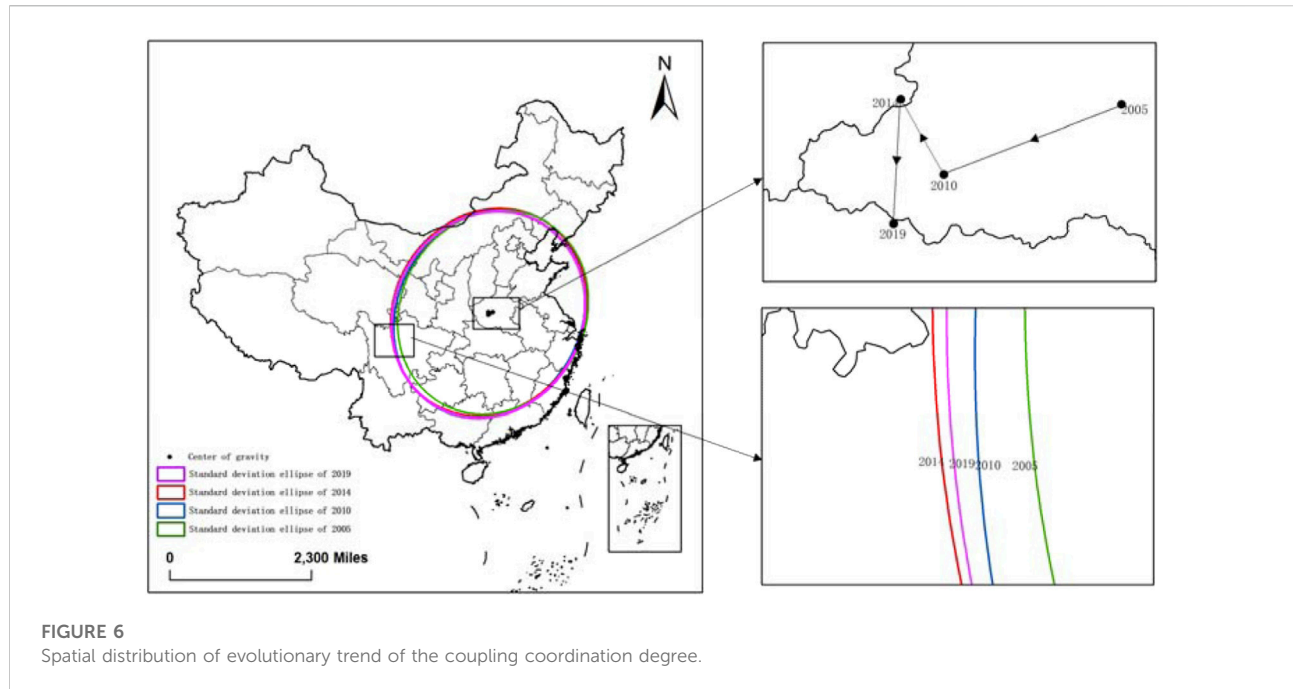 N
Center of gravity
Standard deviation ellipse of 2019
Standard deviation ellipse of 2014
Standard deviation ellipse of 2010
Standard deviation ellipse of 2005
0 2,300 Miles
2014
2005
2010
2019
2014 2019 2010 2005
FIGURE 6
Spatial distribution of evolutionary trend of the coupling coordination degree.